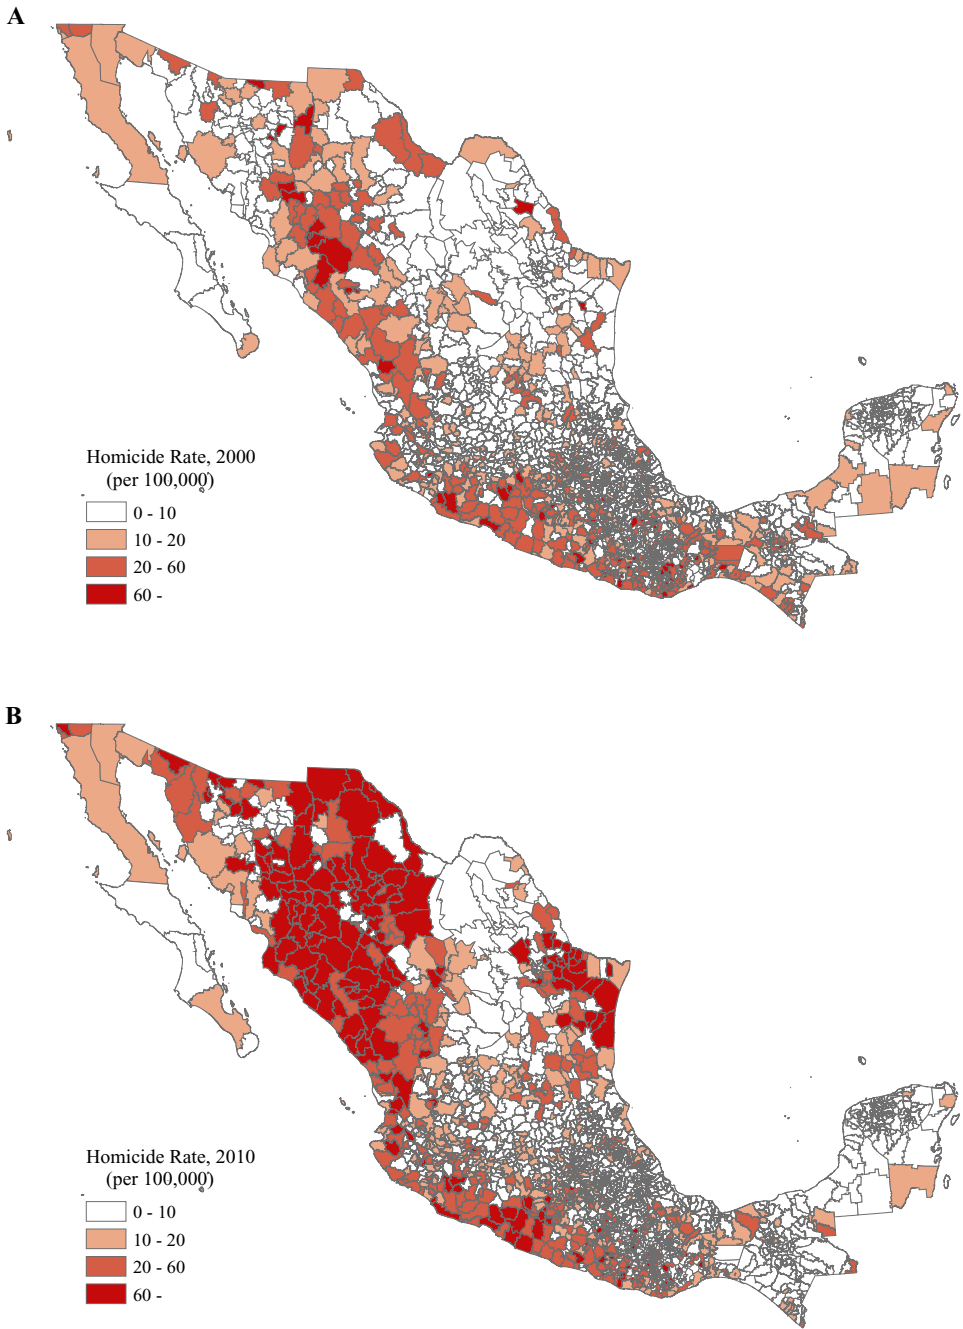 A
Homicide Rate, 2000
(per 100,000)
0 - 10
10 - 20
20 - 60
60 -
B
Homicide Rate, 2010
(per 100,000)
0 - 10
10 - 20
20 - 60
60 -